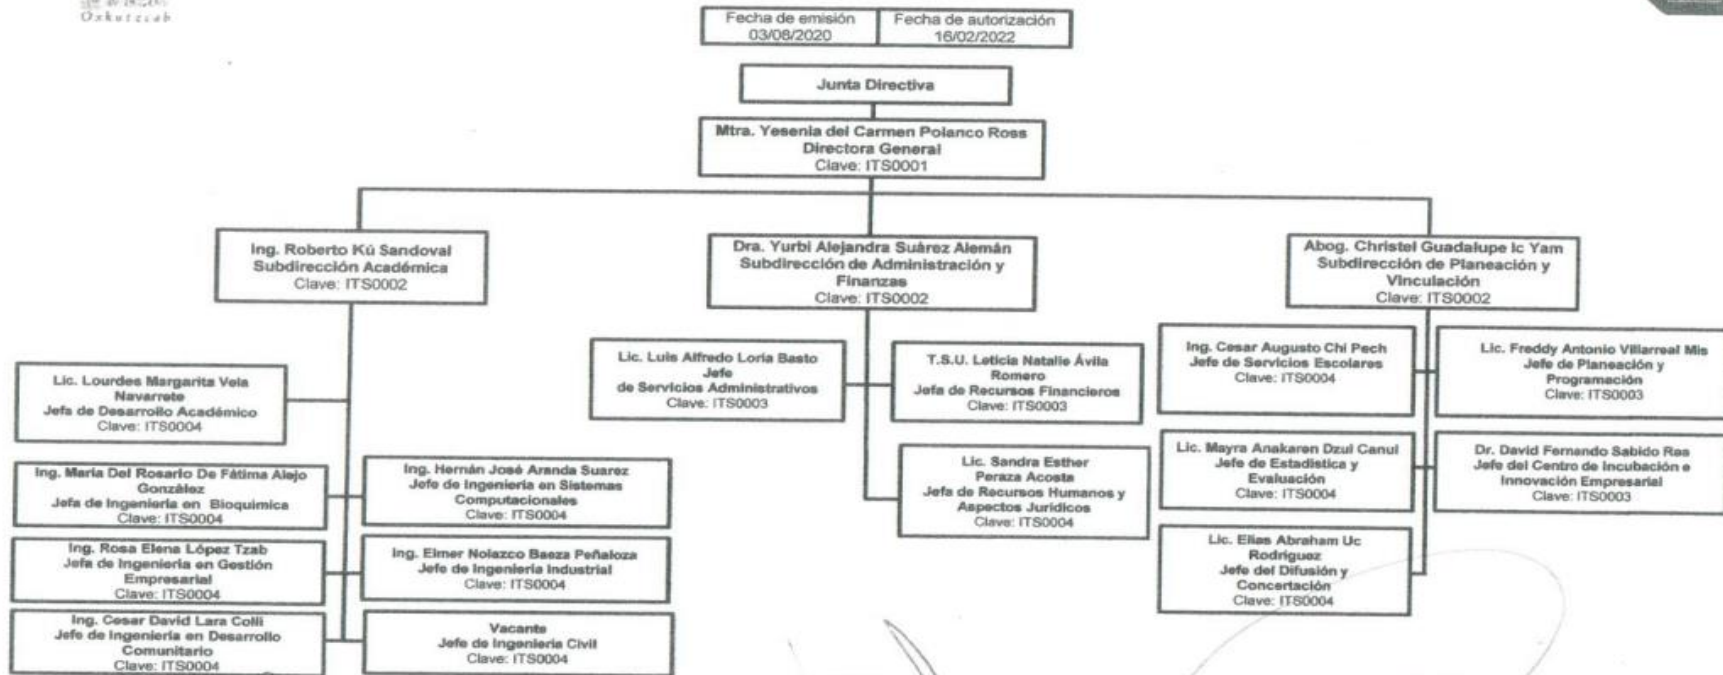 Oxkutzcab
Fecha de emisión
03/08/2020
Fecha de autorización
16/02/2022
Junta Directiva
Mtra. Yesenia del Carmen Polanco Ross
Directora General
Clave: ITS0001
Ing. Roberto Kú Sandoval
Subdirección Académica
Clave: ITS0002
Dra. Yurbi Alejandra Suárez Alemán
Subdirección de Administración y
Finanzas
Clave: ITS0002
Abog. Christel Guadalupe Ic Yam
Subdirección de Planeación y
Vinculación
Clave: ITS0002
Lic. Lourdes Margarita Vela
Navarrete
Jefa de Desarrollo Académico
Clave: ITS0004
Ing. María Del Rosario De Fátima Alejo
González
Jefa de Ingeniería en Bioquímica
Clave: ITS0004
Ing. Hernán José Aranda Suarez
Jefe de Ingeniería en Sistemas
Computacionales
Clave: ITS0004
Ing. Rosa Elena López Tzab
Jefa de Ingeniería en Gestión
Empresarial
Clave: ITS0004
Ing. Elmer Nolazco Baeza Peñaloza
Jefe de Ingeniería Industrial
Clave: ITS0004
Ing. Cesar David Lara Colli
Jefe de Ingeniería en Desarrollo
Comunitario
Clave: ITS0004
Vacante
Jefe de Ingeniería Civil
Clave: ITS0004
Lic. Luis Alfredo Loria Basto
Jefe
de Servicios Administrativos
Clave: ITS0003
T.S.U. Leticia Natalie Ávila
Romero
Jefa de Recursos Financieros
Clave: ITS0003
Lic. Sandra Esther
Peraza Acosta
Jefa de Recursos Humanos y
Aspectos Jurídicos
Clave: ITS0004
Ing. Cesar Augusto Chi Pech
Jefe de Servicios Escolares
Clave: ITS0004
Lic. Freddy Antonio Villarreal Mis
Jefe de Planeación y
Programación
Clave: ITS0003
Lic. Mayra Anakaren Dzul Canul
Jefe de Estadística y
Evaluación
Clave: ITS0004
Dr. David Fernando Sabido Rea
Jefe del Centro de Incubación e
Innovación Empresarial
Clave: ITS0003
Lic. Elias Abraham Uc
Rodriguez
Jefe del Difusión y
Concertación
Clave: ITS0004